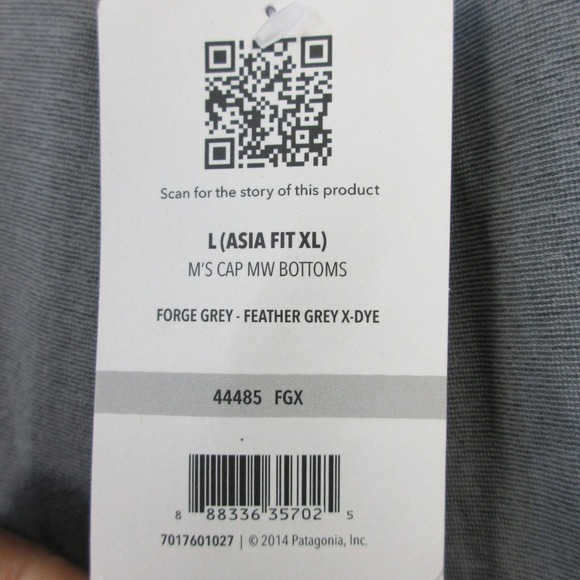 Scan for the story of this product
L (ASIA FIT XL)
M'S CAP MW BOTTOMS
FORGE GREY - FEATHER GREY X-DYE
44485 FGX
8 88336 35702 5
7017601027 | © 2014 Patagonia, Inc.